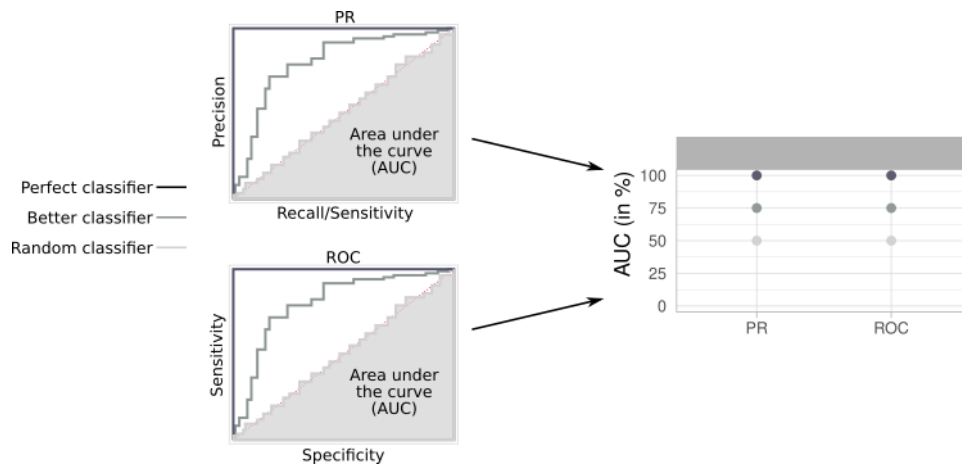 PR
Precision
Area under
the curve
(AUC)
Recall/Sensitivity
Perfect classifier
Better classifier
Random classifier
ROC
Sensitivity
Area under
the curve
(AUC)
Specificity
AUC (in %)
100
75
50
25
0
PR ROC